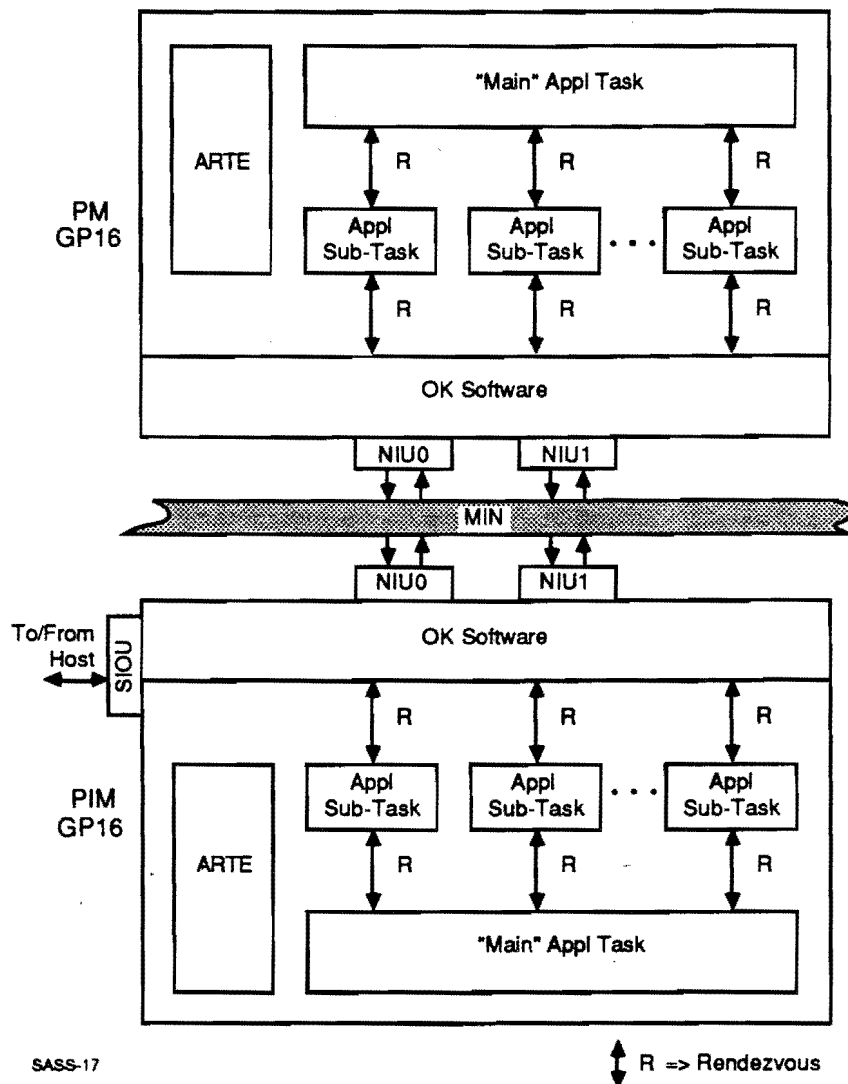 "Main" Appl Task
ARTE
R R R
PM
GP16
Appl
Sub-Task
Appl
Sub-Task
Appl
Sub-Task
R R R
OK Software
NIU0 NIU1
MIN
NIU0 NIU1
To/From
Host
SIOU
OK Software
R R R
PIM
GP16
Appl
Sub-Task
Appl
Sub-Task
Appl
Sub-Task
ARTE
R R R
"Main" Appl Task
SASS-17
R => Rendezvous